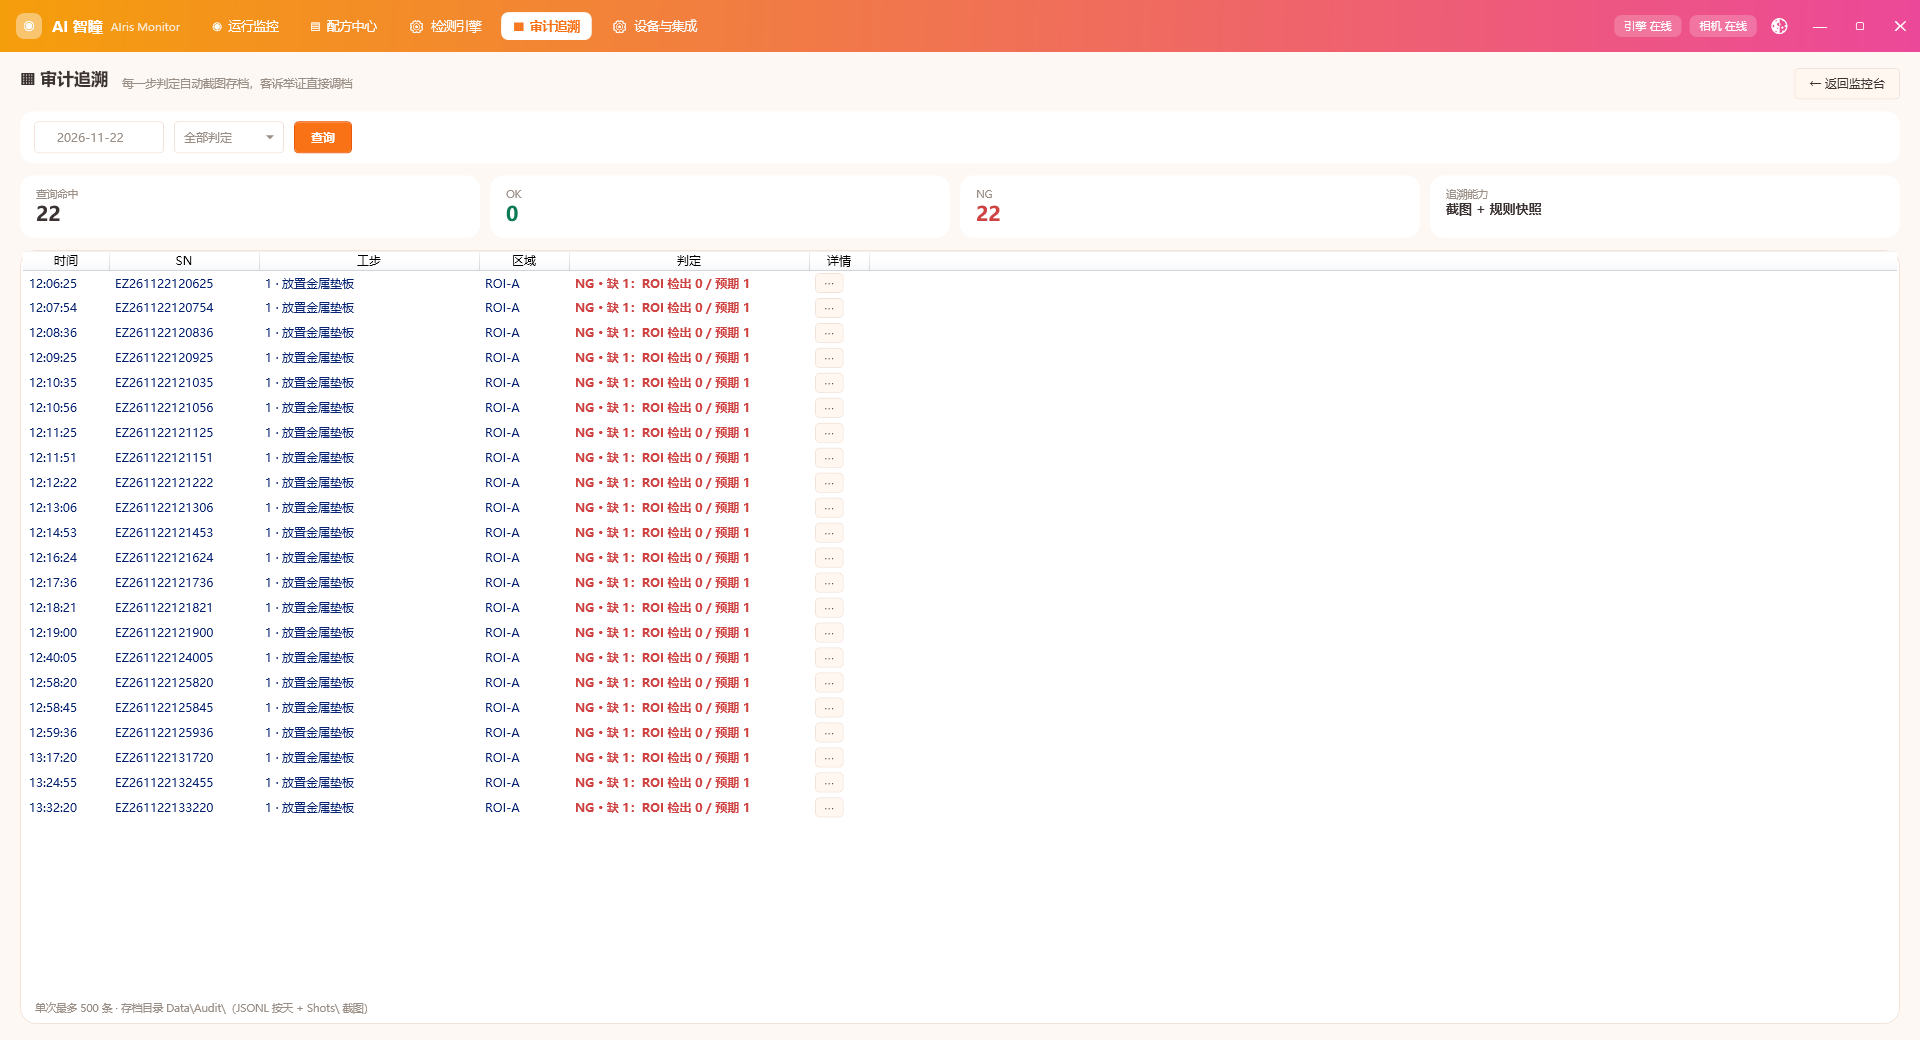 AI 智瞳 AIris Monitor 运行监控 配方中心 检测引擎 审计追溯 设备与集成 引擎 在线 相机 在线
审计追溯 每一步判定自动截图存档，客诉举证直接调档 ← 返回监控台
2026-11-22 全部判定 查询
查询命中 OK NG 追溯能力
22 0 22 截图 + 规则快照
时间 SN 工步 区域 判定 详情
12:06:25 EZ261122120625 1 · 放置金属垫板 ROI-A NG · 缺 1：ROI 检出 0 / 预期 1 ...
12:07:54 EZ261122120754 1 · 放置金属垫板 ROI-A NG · 缺 1：ROI 检出 0 / 预期 1 ...
12:08:36 EZ261122120836 1 · 放置金属垫板 ROI-A NG · 缺 1：ROI 检出 0 / 预期 1 ...
12:09:25 EZ261122120925 1 · 放置金属垫板 ROI-A NG · 缺 1：ROI 检出 0 / 预期 1 ...
12:10:35 EZ261122121035 1 · 放置金属垫板 ROI-A NG · 缺 1：ROI 检出 0 / 预期 1 ...
12:10:56 EZ261122121056 1 · 放置金属垫板 ROI-A NG · 缺 1：ROI 检出 0 / 预期 1 ...
12:11:25 EZ261122121125 1 · 放置金属垫板 ROI-A NG · 缺 1：ROI 检出 0 / 预期 1 ...
12:11:51 EZ261122121151 1 · 放置金属垫板 ROI-A NG · 缺 1：ROI 检出 0 / 预期 1 ...
12:12:22 EZ261122121222 1 · 放置金属垫板 ROI-A NG · 缺 1：ROI 检出 0 / 预期 1 ...
12:13:06 EZ261122121306 1 · 放置金属垫板 ROI-A NG · 缺 1：ROI 检出 0 / 预期 1 ...
12:14:53 EZ261122121453 1 · 放置金属垫板 ROI-A NG · 缺 1：ROI 检出 0 / 预期 1 ...
12:16:24 EZ261122121624 1 · 放置金属垫板 ROI-A NG · 缺 1：ROI 检出 0 / 预期 1 ...
12:17:36 EZ261122121736 1 · 放置金属垫板 ROI-A NG · 缺 1：ROI 检出 0 / 预期 1 ...
12:18:21 EZ261122121821 1 · 放置金属垫板 ROI-A NG · 缺 1：ROI 检出 0 / 预期 1 ...
12:19:00 EZ261122121900 1 · 放置金属垫板 ROI-A NG · 缺 1：ROI 检出 0 / 预期 1 ...
12:40:05 EZ261122124005 1 · 放置金属垫板 ROI-A NG · 缺 1：ROI 检出 0 / 预期 1 ...
12:58:20 EZ261122125820 1 · 放置金属垫板 ROI-A NG · 缺 1：ROI 检出 0 / 预期 1 ...
12:58:45 EZ261122125845 1 · 放置金属垫板 ROI-A NG · 缺 1：ROI 检出 0 / 预期 1 ...
12:59:36 EZ261122125936 1 · 放置金属垫板 ROI-A NG · 缺 1：ROI 检出 0 / 预期 1 ...
13:17:20 EZ261122131720 1 · 放置金属垫板 ROI-A NG · 缺 1：ROI 检出 0 / 预期 1 ...
13:24:55 EZ261122132455 1 · 放置金属垫板 ROI-A NG · 缺 1：ROI 检出 0 / 预期 1 ...
13:32:20 EZ261122133220 1 · 放置金属垫板 ROI-A NG · 缺 1：ROI 检出 0 / 预期 1 ...
单次最多 500 条 · 存档目录 Data\Audit\（JSONL 按天 + Shots\ 截图）